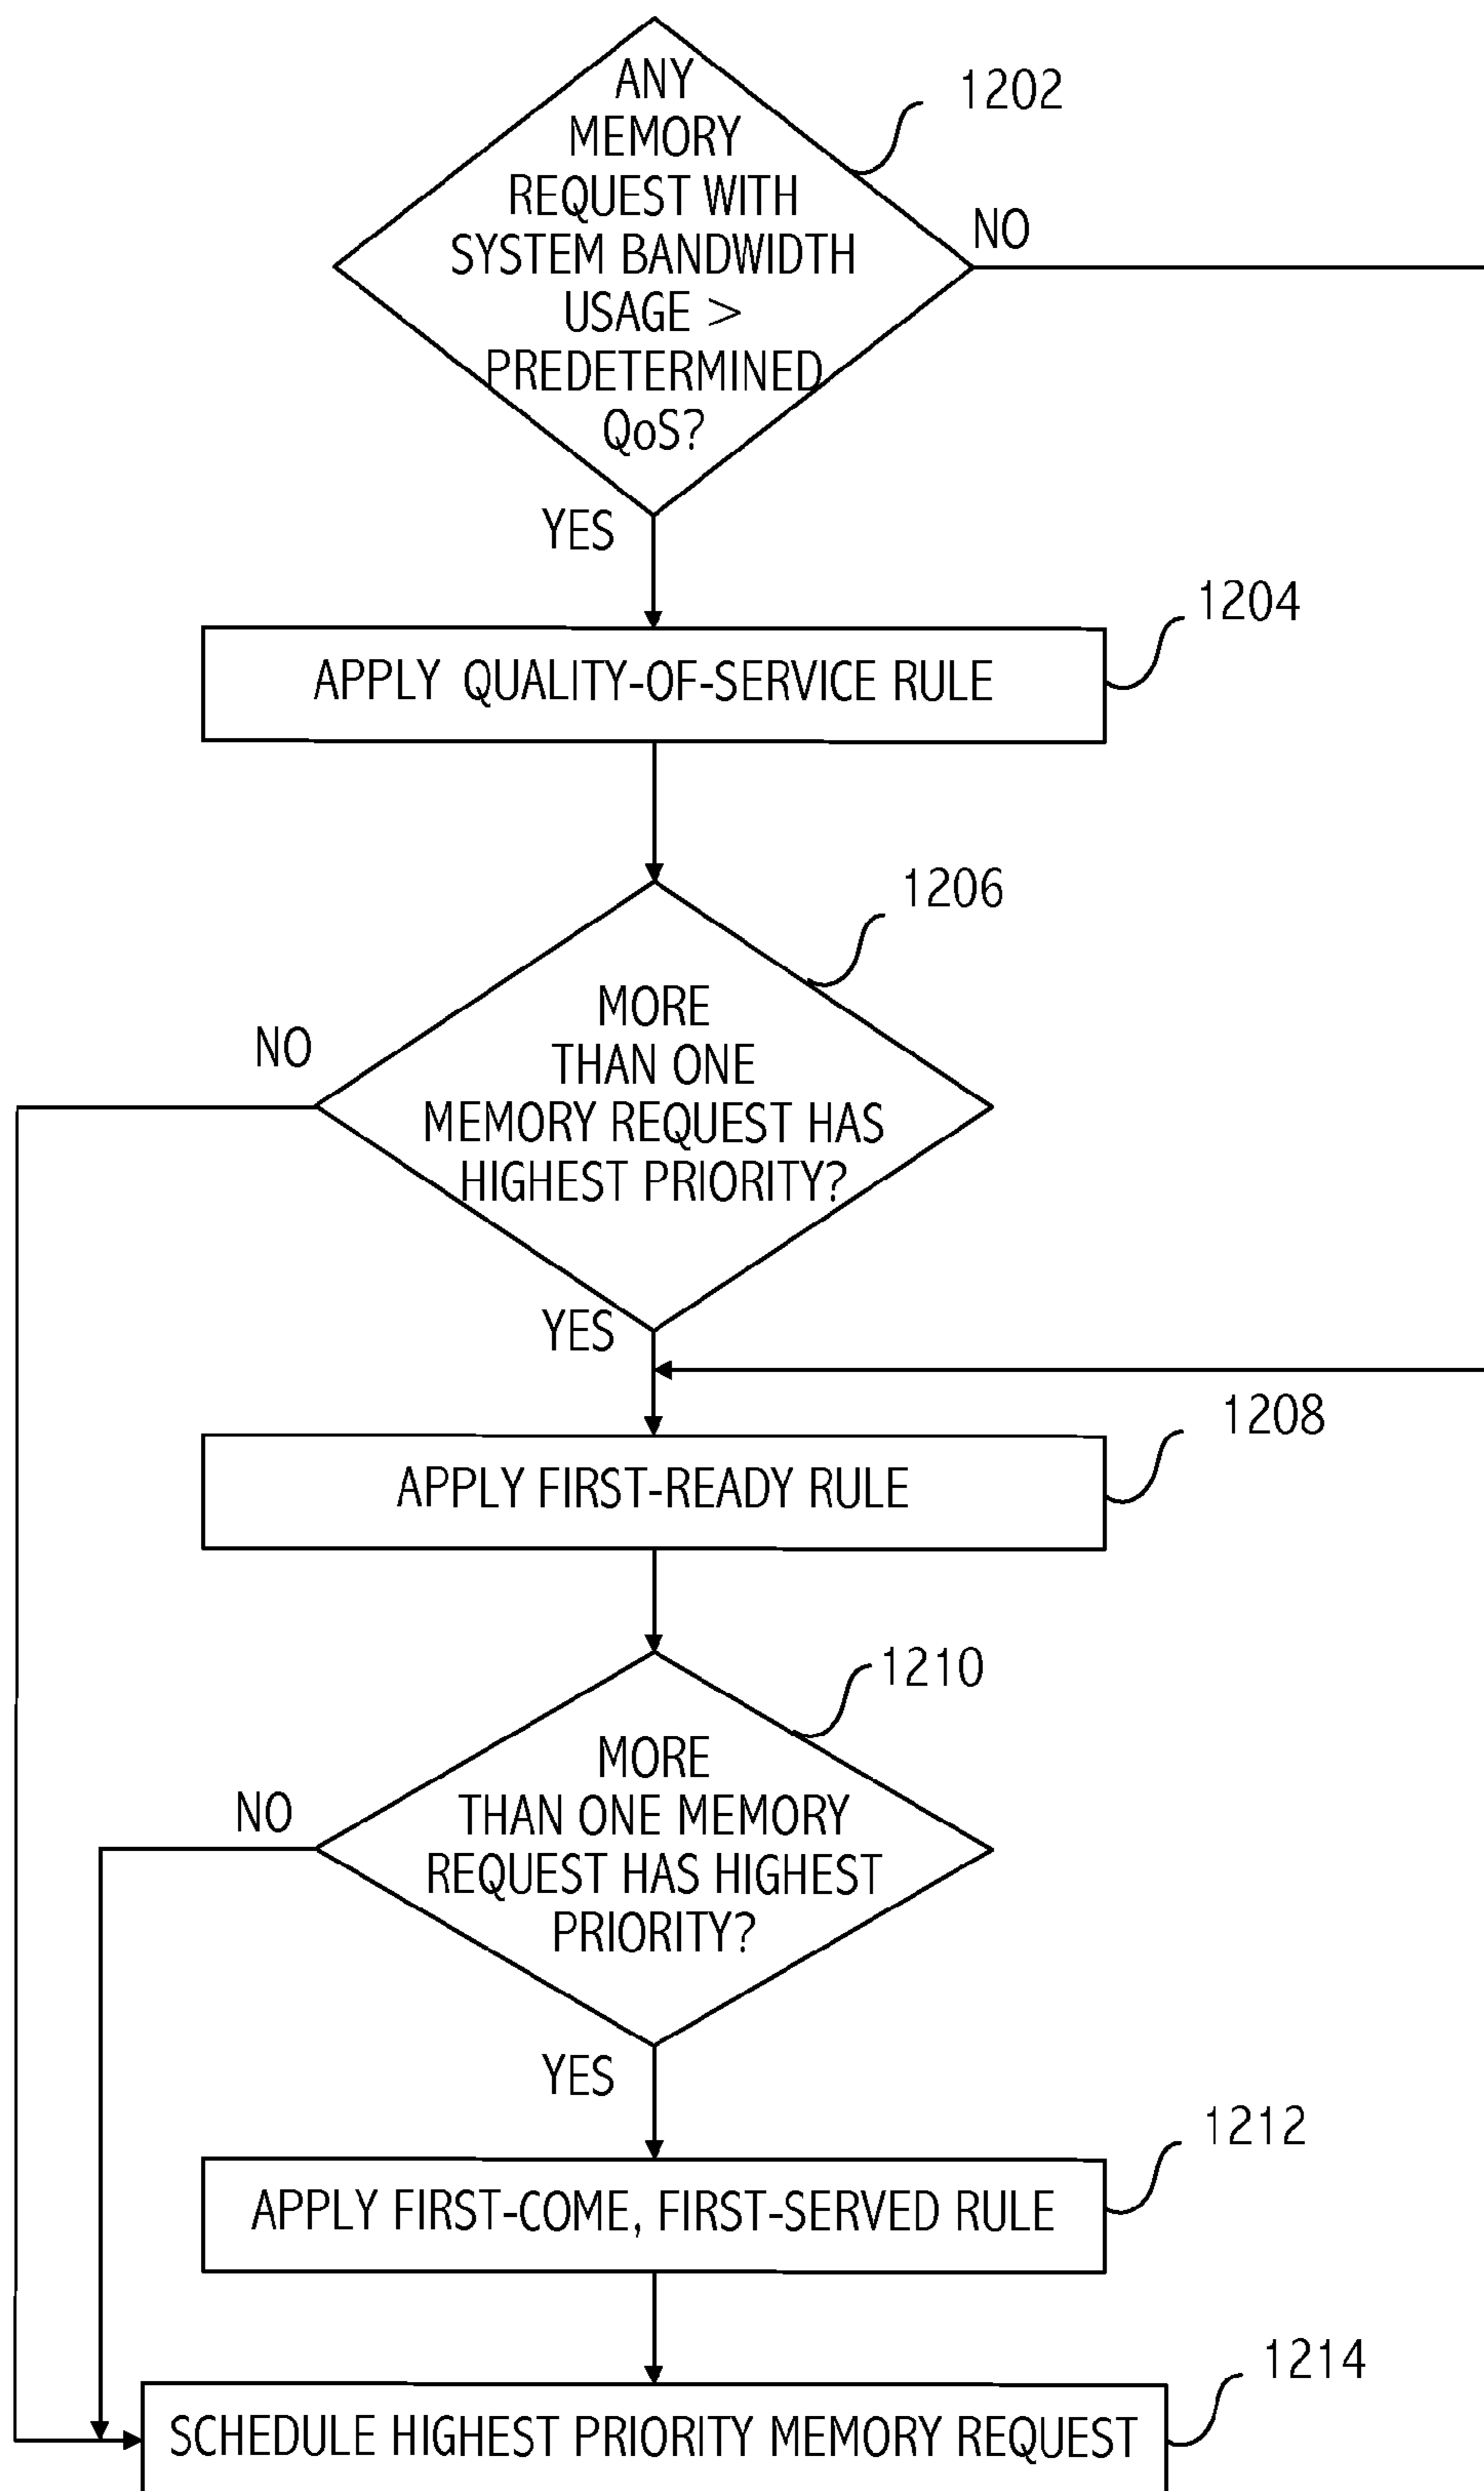 ANY
MEMORY
REQUEST WITH
SYSTEM BANDWIDTH
USAGE >
PREDETERMINED
QoS?
1202
NO
YES
APPLY QUALITY-OF-SERVICE RULE
1204
MORE
THAN ONE
MEMORY REQUEST HAS
HIGHEST PRIORITY?
1206
NO
YES
APPLY FIRST-READY RULE
1208
MORE
THAN ONE MEMORY
REQUEST HAS HIGHEST
PRIORITY?
1210
NO
YES
APPLY FIRST-COME, FIRST-SERVED RULE
1212
SCHEDULE HIGHEST PRIORITY MEMORY REQUEST
1214